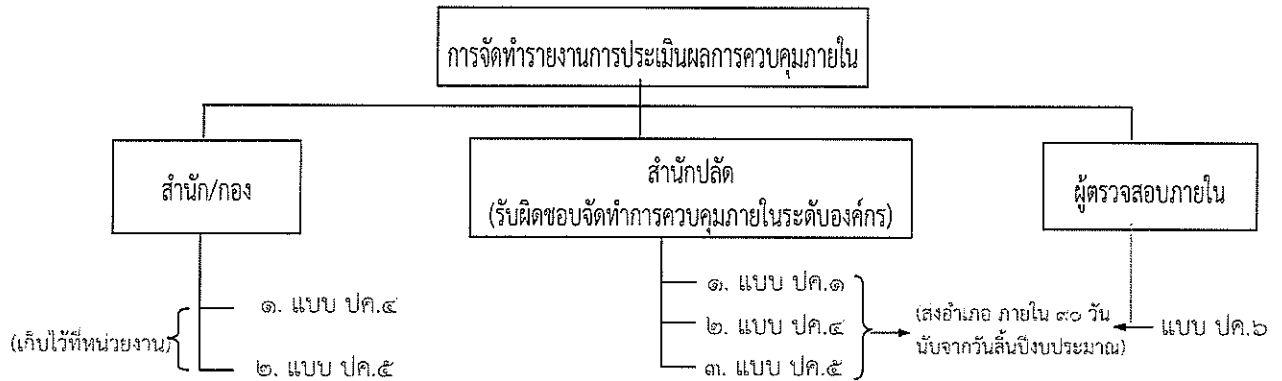 การจัดทำรายงานการประเมินผลการควบคุมภายใน
สำนัก/กอง
สำนักปลัด
(รับผิดชอบจัดทำการควบคุมภายในระดับองค์กร)
ผู้ตรวจสอบภายใน
(เก็บไว้ที่หน่วยงาน)
๑. แบบ ปค.๔
๒. แบบ ปค.๕
๑. แบบ ปค.๑
๒. แบบ ปค.๔
๓. แบบ ปค.๕
(ส่งอำเภอ ภายใน ๙๐ วัน
นับจากวันสิ้นปีงบประมาณ)
แบบ ปค.๖